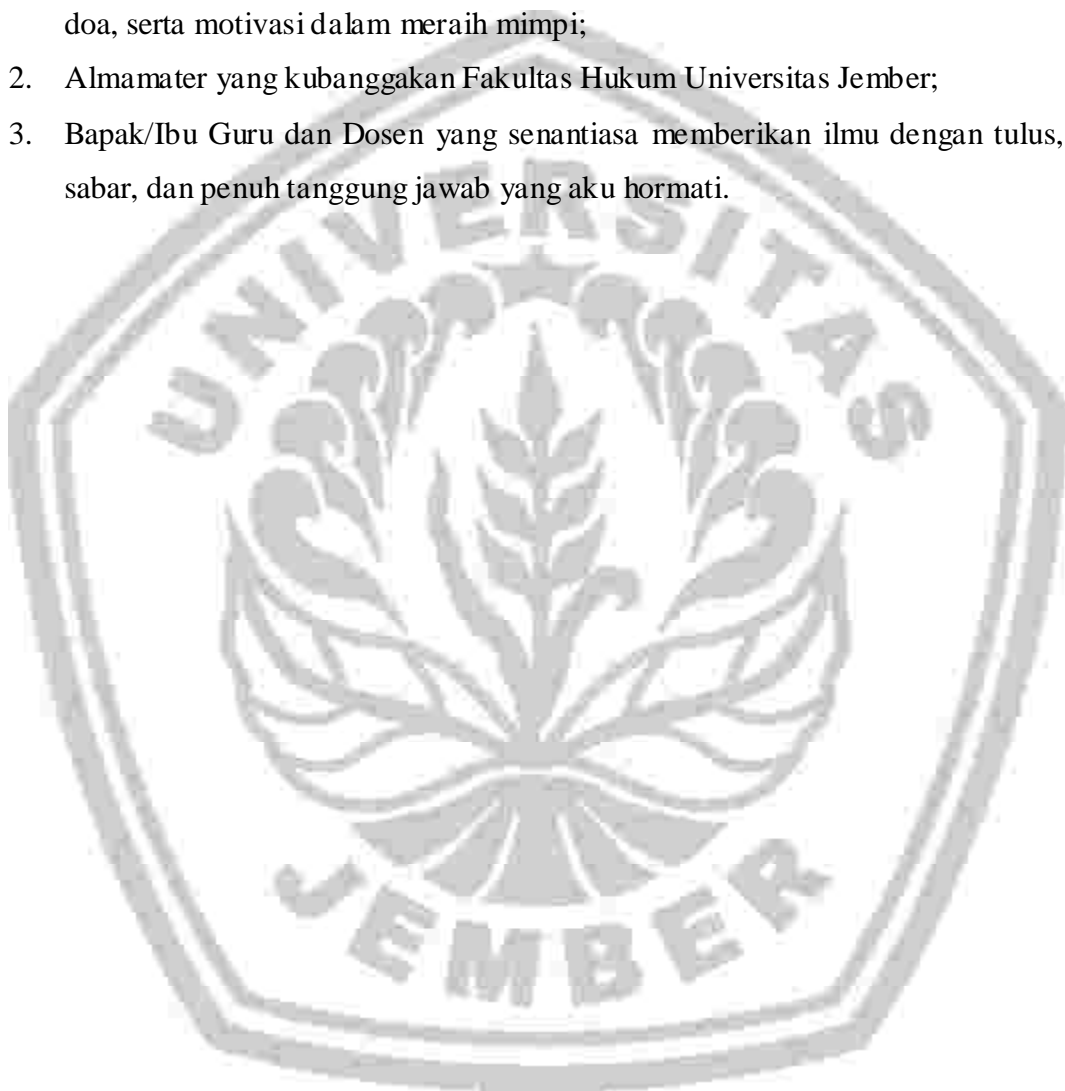 doa, serta motivasi dalam meraih mimpi;
2. Almamater yang kubanggakan Fakultas Hukum Universitas Jember;
3. Bapak/Ibu Guru dan Dosen yang senantiasa memberikan ilmu dengan tulus,
sabar, dan penuh tanggung jawab yang aku hormati.
UNIVERSITAS
JEMBER